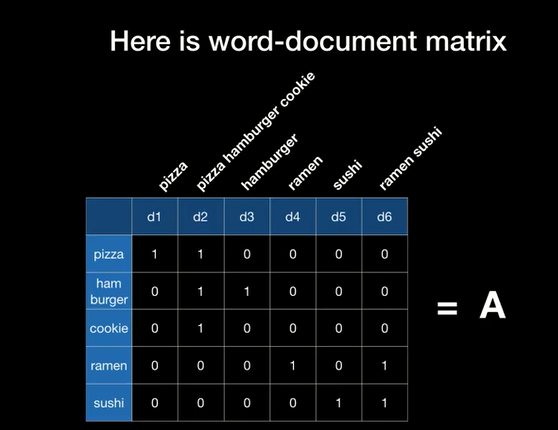 Here is word-document matrix
pizza
pizza hamburger cookie
hamburger
ramen
sushi
ramen sushi
d1 d2 d3 d4 d5 d6
pizza 1 1 0 0 0 0
ham
burger 0 1 1 0 0 0
cookie 0 1 0 0 0 0
ramen 0 0 0 1 0 1
sushi 0 0 0 0 1 1
= A